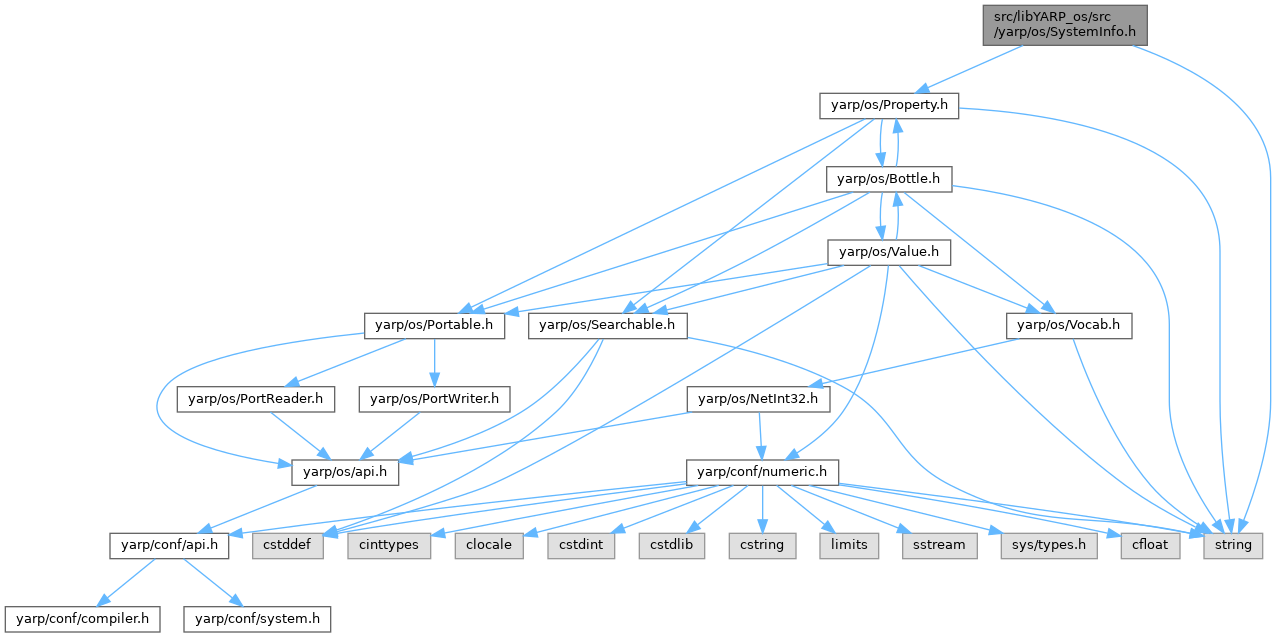 src/libYARP_os/src
/yarp/os/SystemInfo.h
yarp/os/Property.h
yarp/os/Bottle.h
yarp/os/Value.h
yarp/os/Portable.h
yarp/os/Searchable.h
yarp/os/Vocab.h
yarp/os/PortReader.h
yarp/os/PortWriter.h
yarp/os/NetInt32.h
yarp/os/api.h
yarp/conf/numeric.h
yarp/conf/api.h
cstddef
cinttypes
clocale
cstdint
cstdlib
cstring
limits
sstream
sys/types.h
cfloat
string
yarp/conf/compiler.h
yarp/conf/system.h